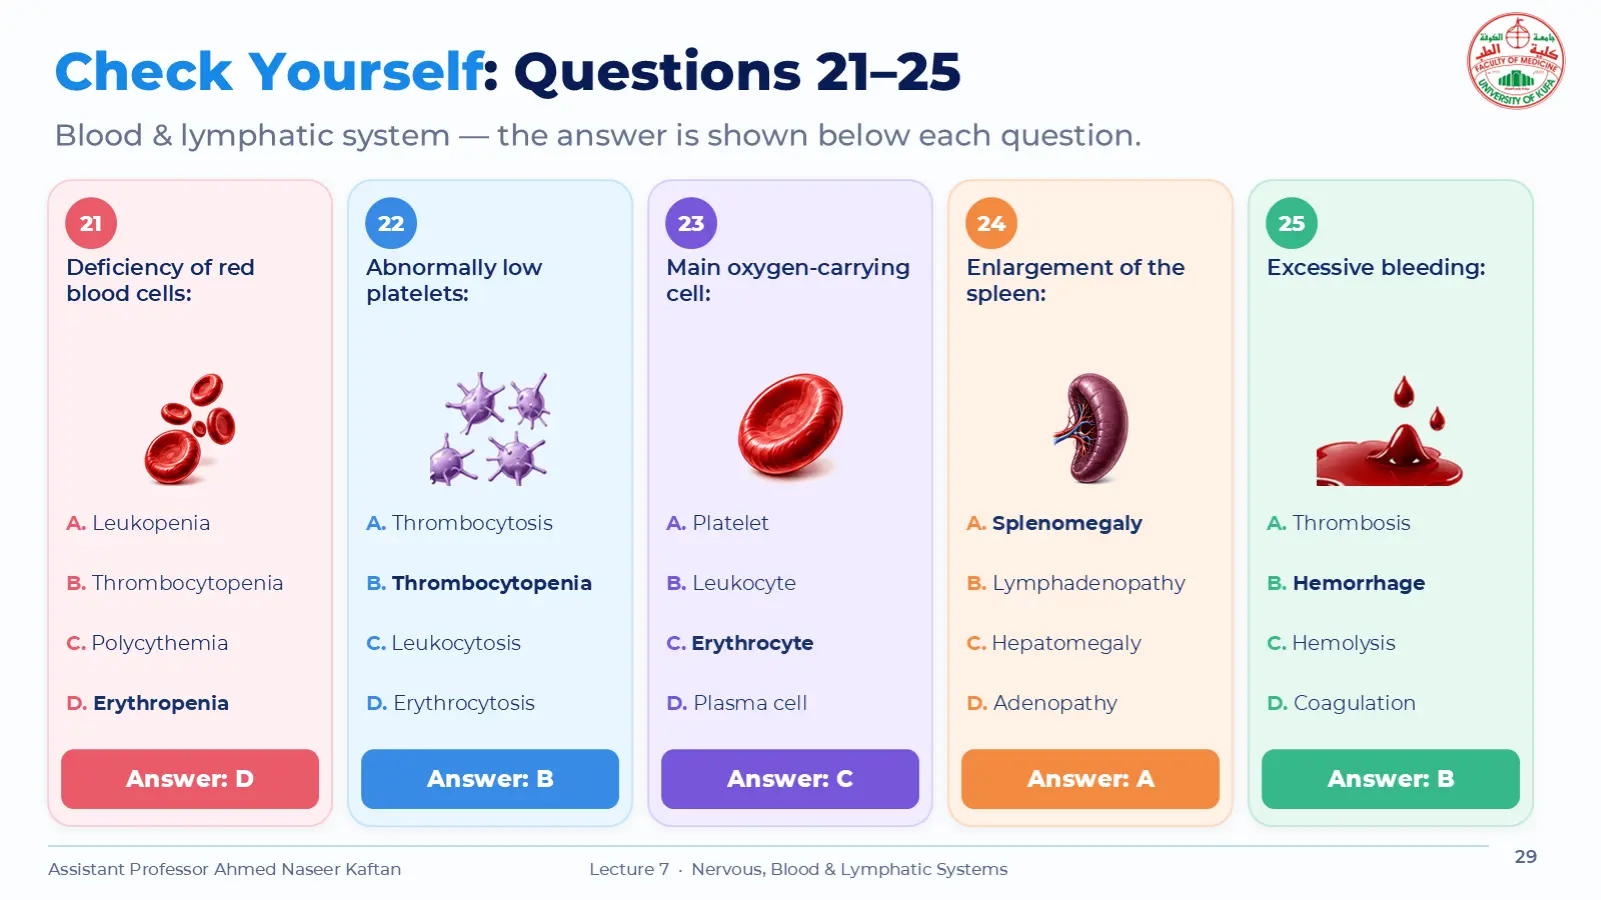 Check Yourself: Questions 21–25
Blood & lymphatic system — the answer is shown below each question.
جامعة الكوفة
كلية الطب
FACULTY OF MEDICINE
UNIVERSITY OF KUFA
21
Deficiency of red
blood cells:
A. Leukopenia
B. Thrombocytopenia
C. Polycythemia
D. Erythropenia
Answer: D
22
Abnormally low
platelets:
A. Thrombocytosis
B. Thrombocytopenia
C. Leukocytosis
D. Erythrocytosis
Answer: B
23
Main oxygen-carrying
cell:
A. Platelet
B. Leukocyte
C. Erythrocyte
D. Plasma cell
Answer: C
24
Enlargement of the
spleen:
A. Splenomegaly
B. Lymphadenopathy
C. Hepatomegaly
D. Adenopathy
Answer: A
25
Excessive bleeding:
A. Thrombosis
B. Hemorrhage
C. Hemolysis
D. Coagulation
Answer: B
Assistant Professor Ahmed Naseer Kaftan
Lecture 7 · Nervous, Blood & Lymphatic Systems
29